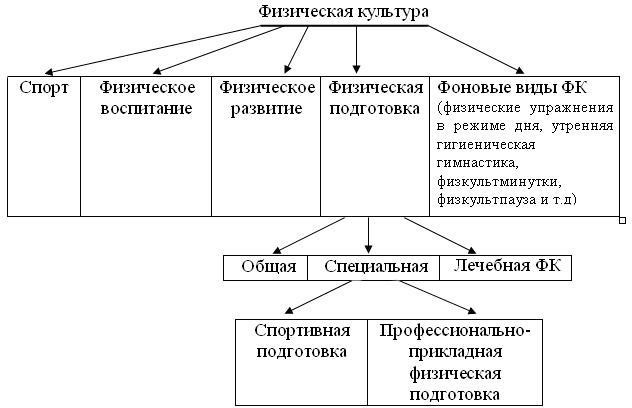 Физическая культура
Спорт
Физическое
воспитание
Физическое
развитие
Физическая
подготовка
Фоновые виды ФК
(физические упражнения
в режиме дня, утренняя
гигиеническая
гимнастика,
физкультминутки,
физкультпауза и т.д)
Общая
Специальная
Лечебная ФК
Спортивная
подготовка
Профессионально-
прикладная
физическая
подготовка